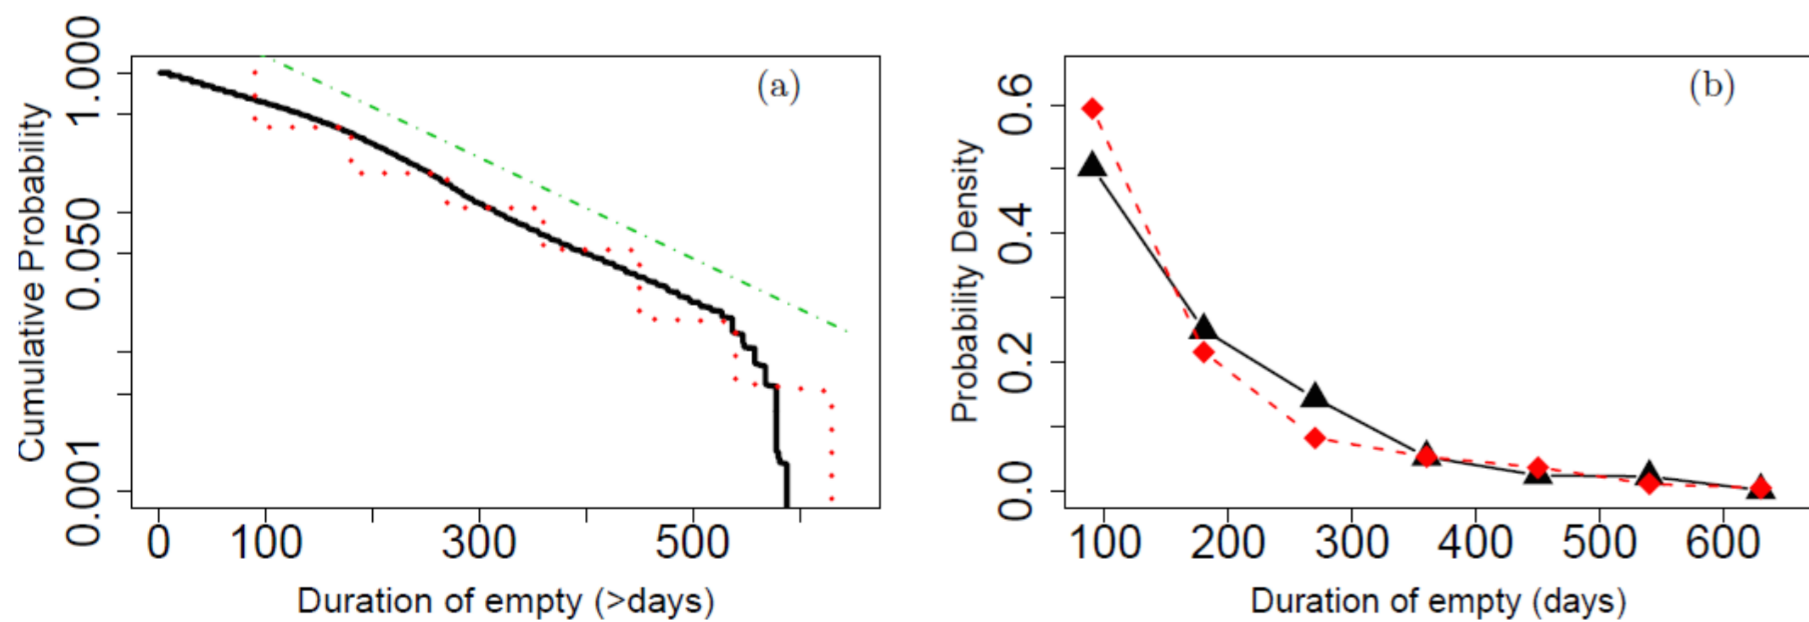 (a)
Cumulative Probability
1.000
0.050
0.001
0 100 300 500
Duration of empty (>days)
(b)
Probability Density
0.6
0.4
0.2
0.0
100 200 300 400 500 600
Duration of empty (days)